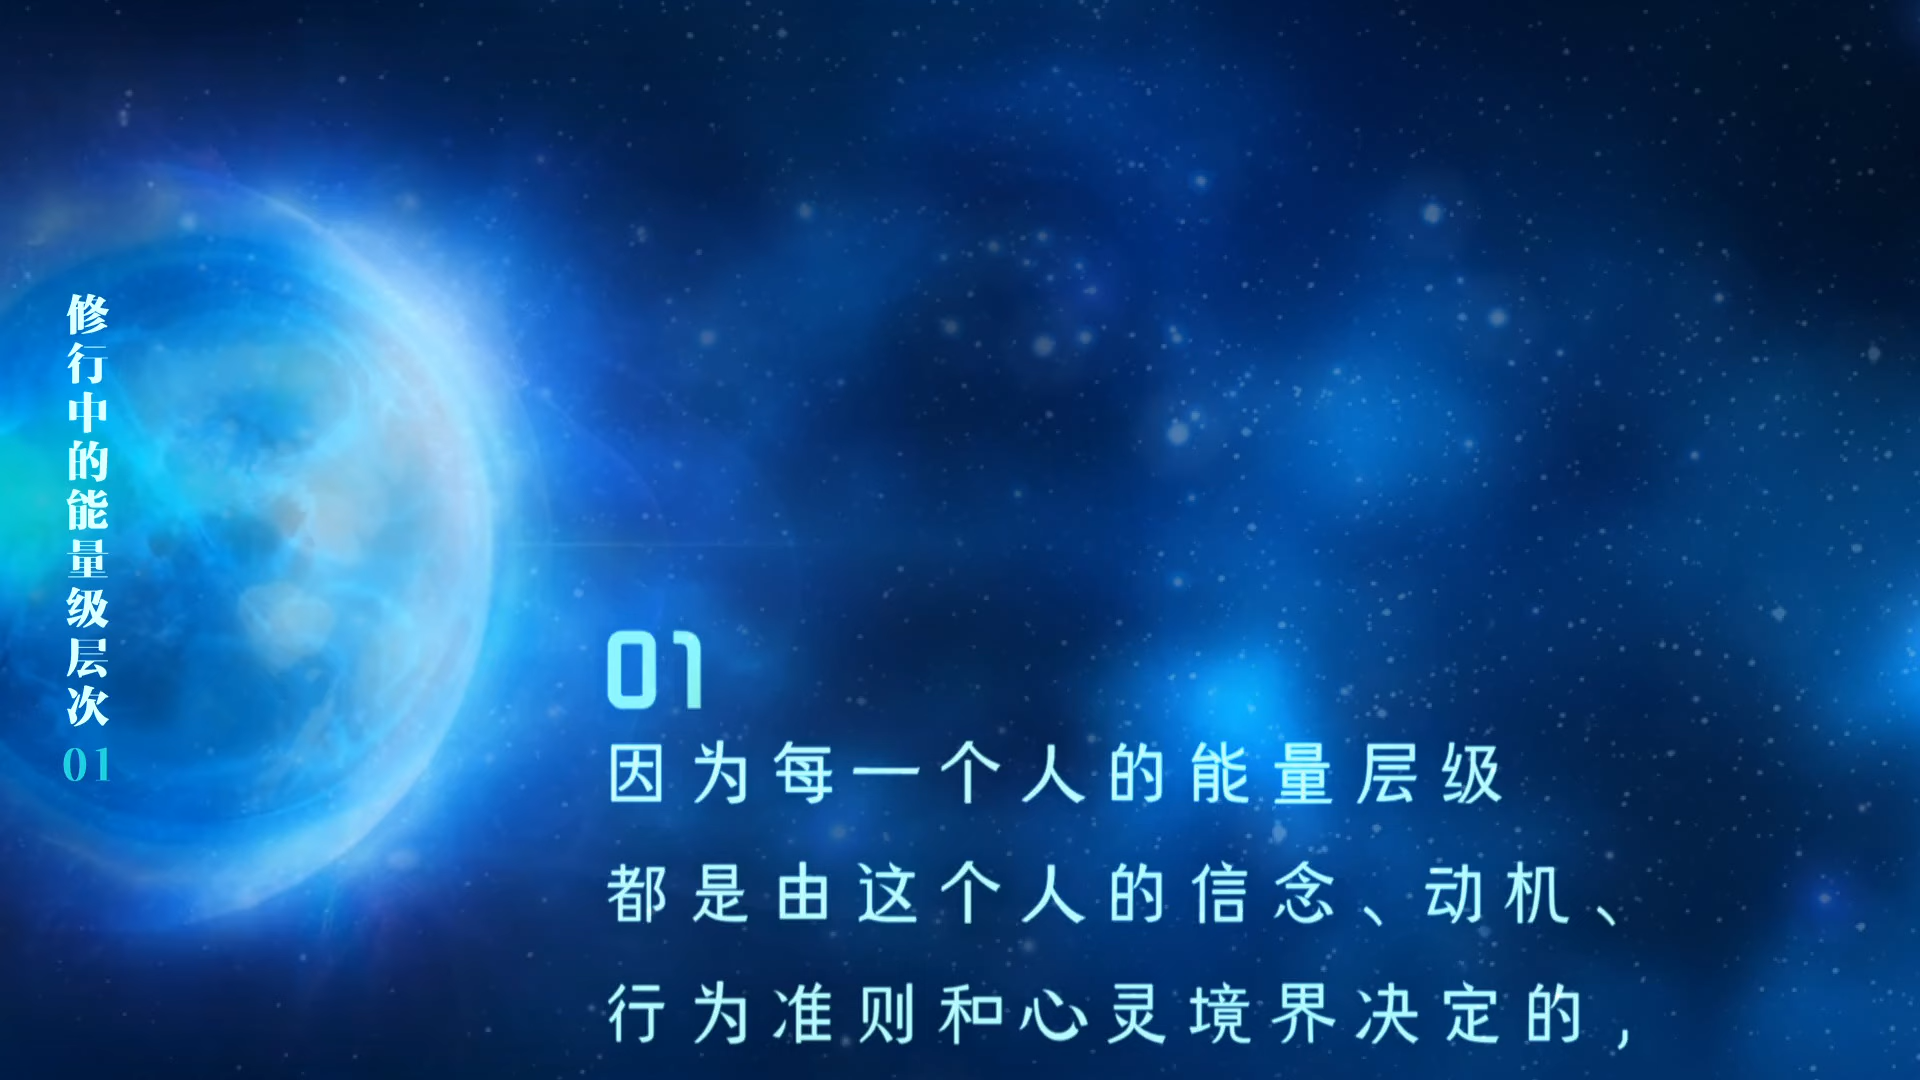 修行中的能量级层次
01
01
因为每一个人的能量层级
都是由这个人的信念、动机、
行为准则和心灵境界决定的,